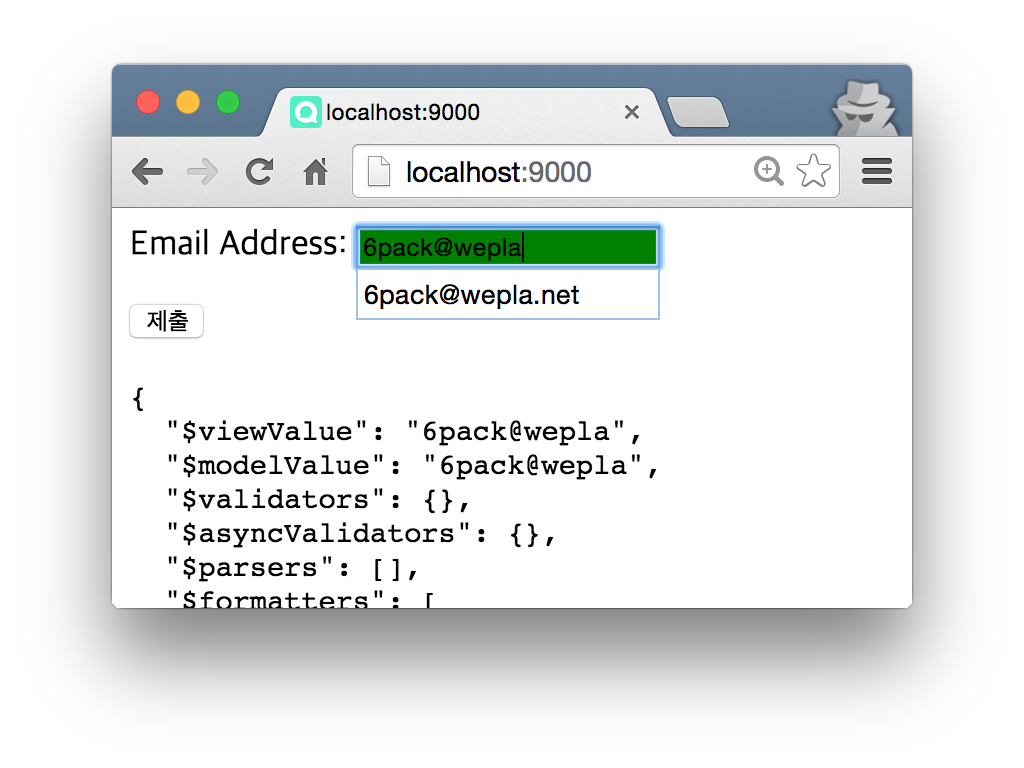 localhost:9000
localhost:9000
Email Address: 6pack@wepla
6pack@wepla.net
제출
{
"$viewValue": "6pack@wepla",
"$modelValue": "6pack@wepla",
"$validators": {},
"$asyncValidators": {},
"$parsers": [],
"$formatters": [